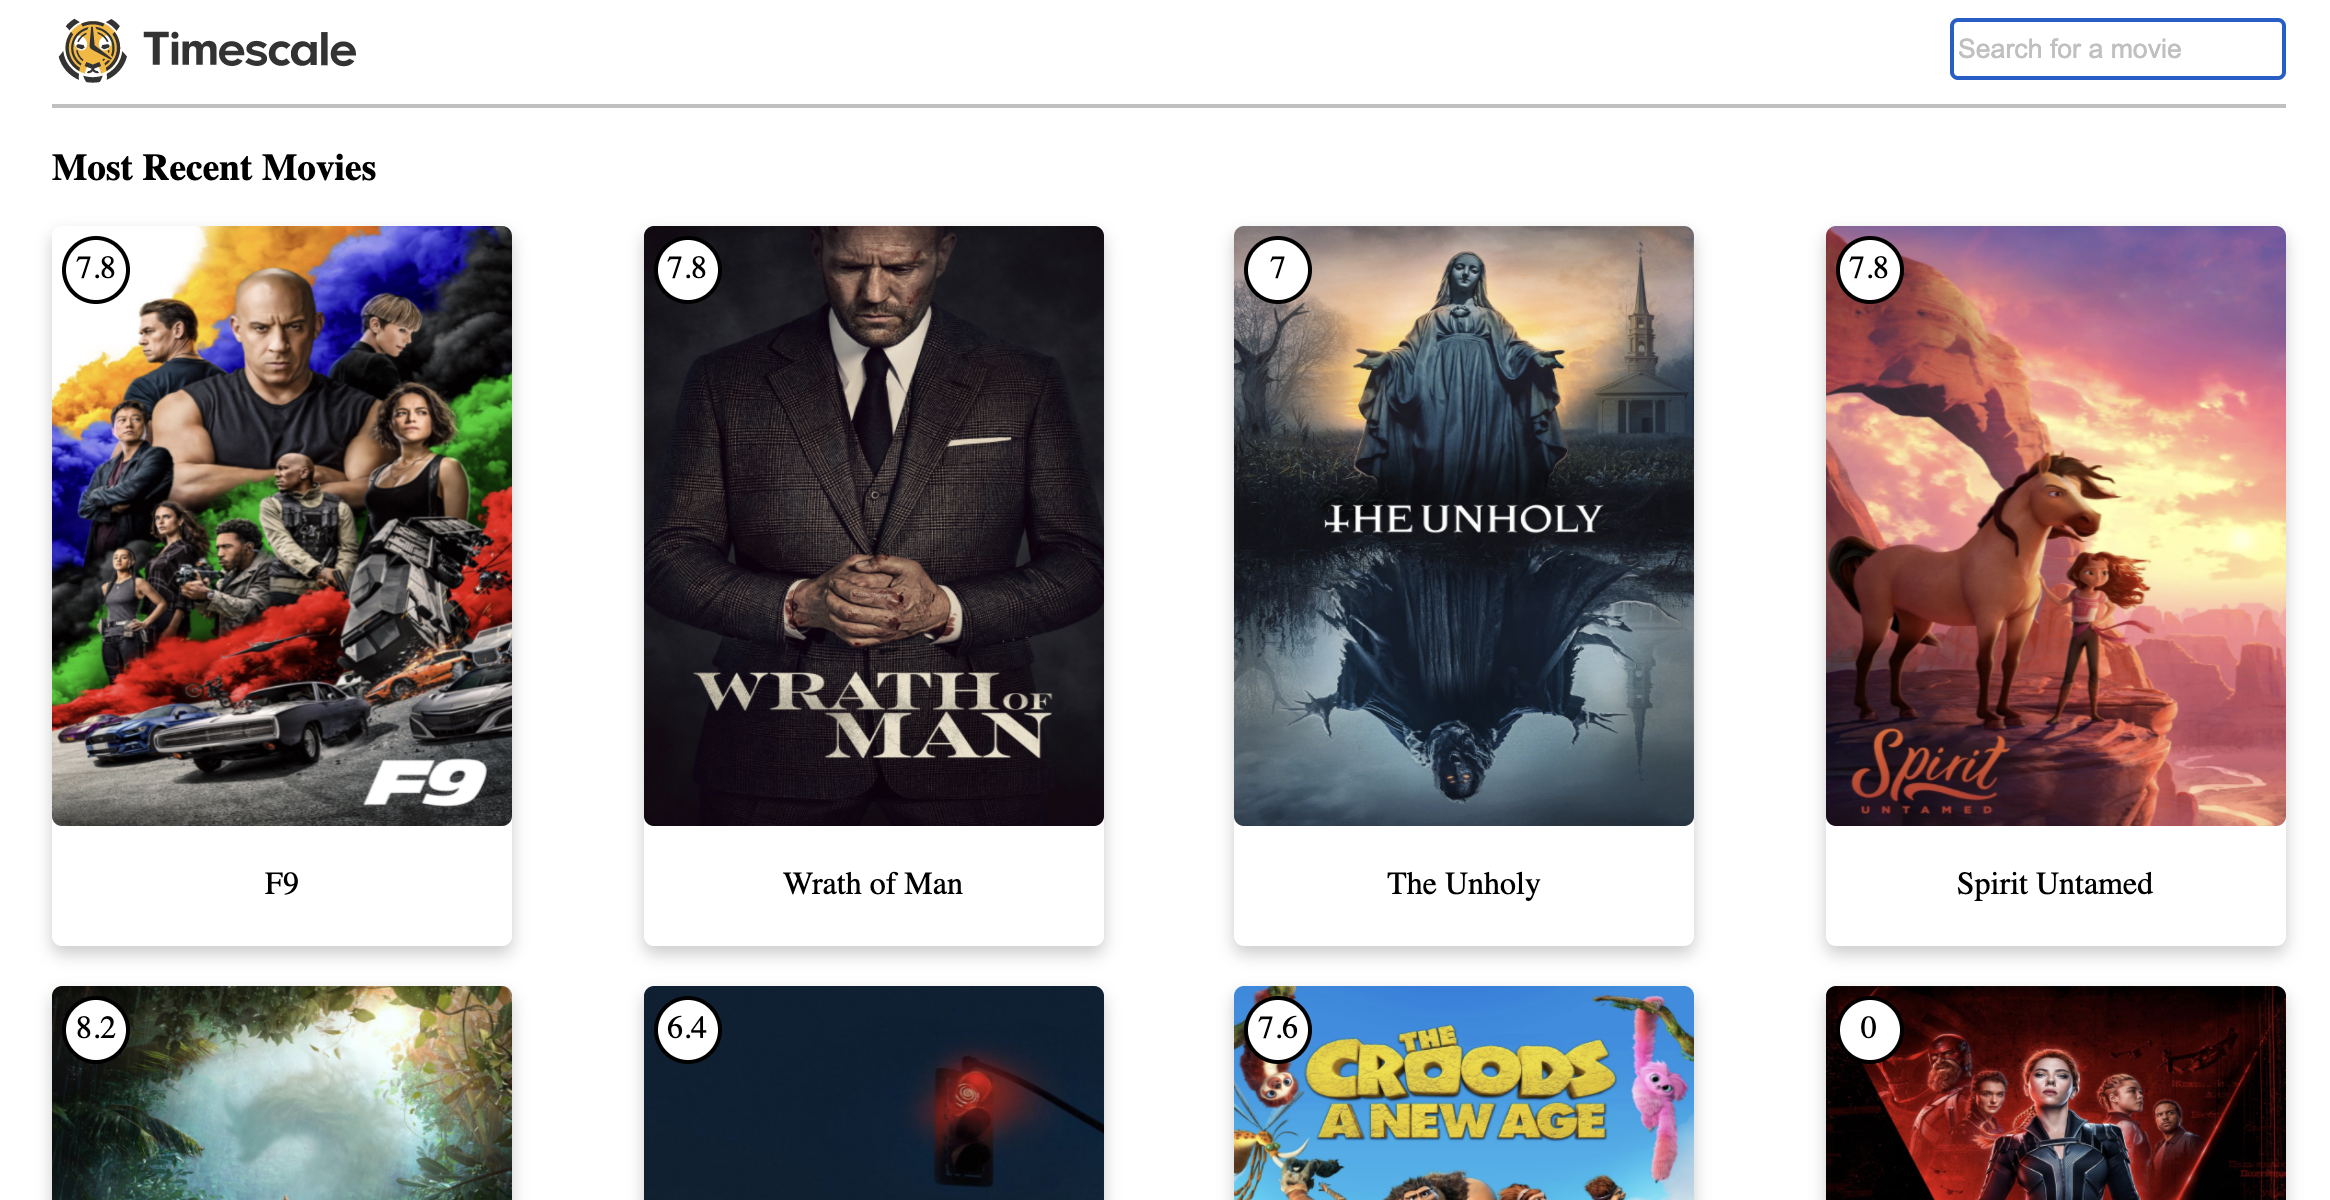 Timescale
Search for a movie
Most Recent Movies
7.8
7.8
7
7.8
F9
WRATH OF
MAN
THE UNHOLY
Spirit
UNTAMED
F9
Wrath of Man
The Unholy
Spirit Untamed
8.2
6.4
7.6
0
THE
CROODS
A NEW AGE